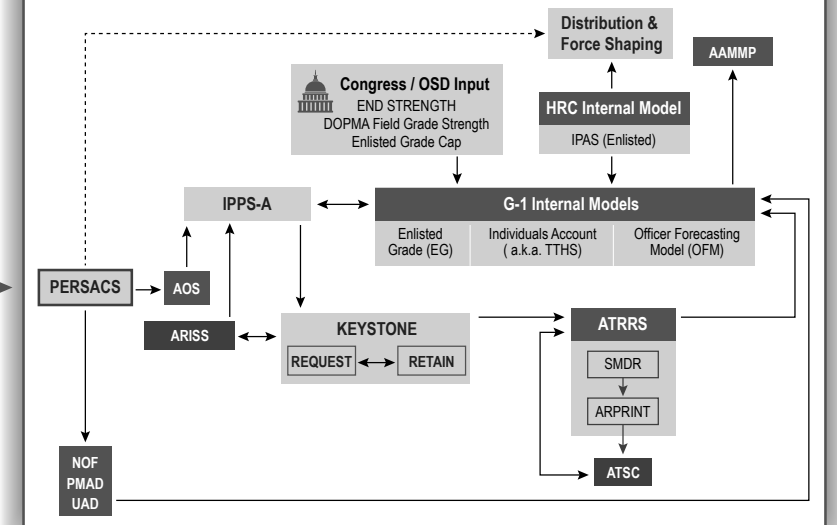 Distribution &
Force Shaping
AAMMP
Congress / OSD Input
END STRENGTH
DOPMA Field Grade Strength
Enlisted Grade Cap
HRC Internal Model
IPAS (Enlisted)
IPPS-A
G-1 Internal Models
Enlisted
Grade (EG)
Individuals Account
( a.k.a. TTHS)
Officer Forecasting
Model (OFM)
PERSACS
AOS
ARISS
KEYSTONE
REQUEST
RETAIN
ATRRS
SMDR
ARPRINT
ATSC
NOF
PMAD
UAD